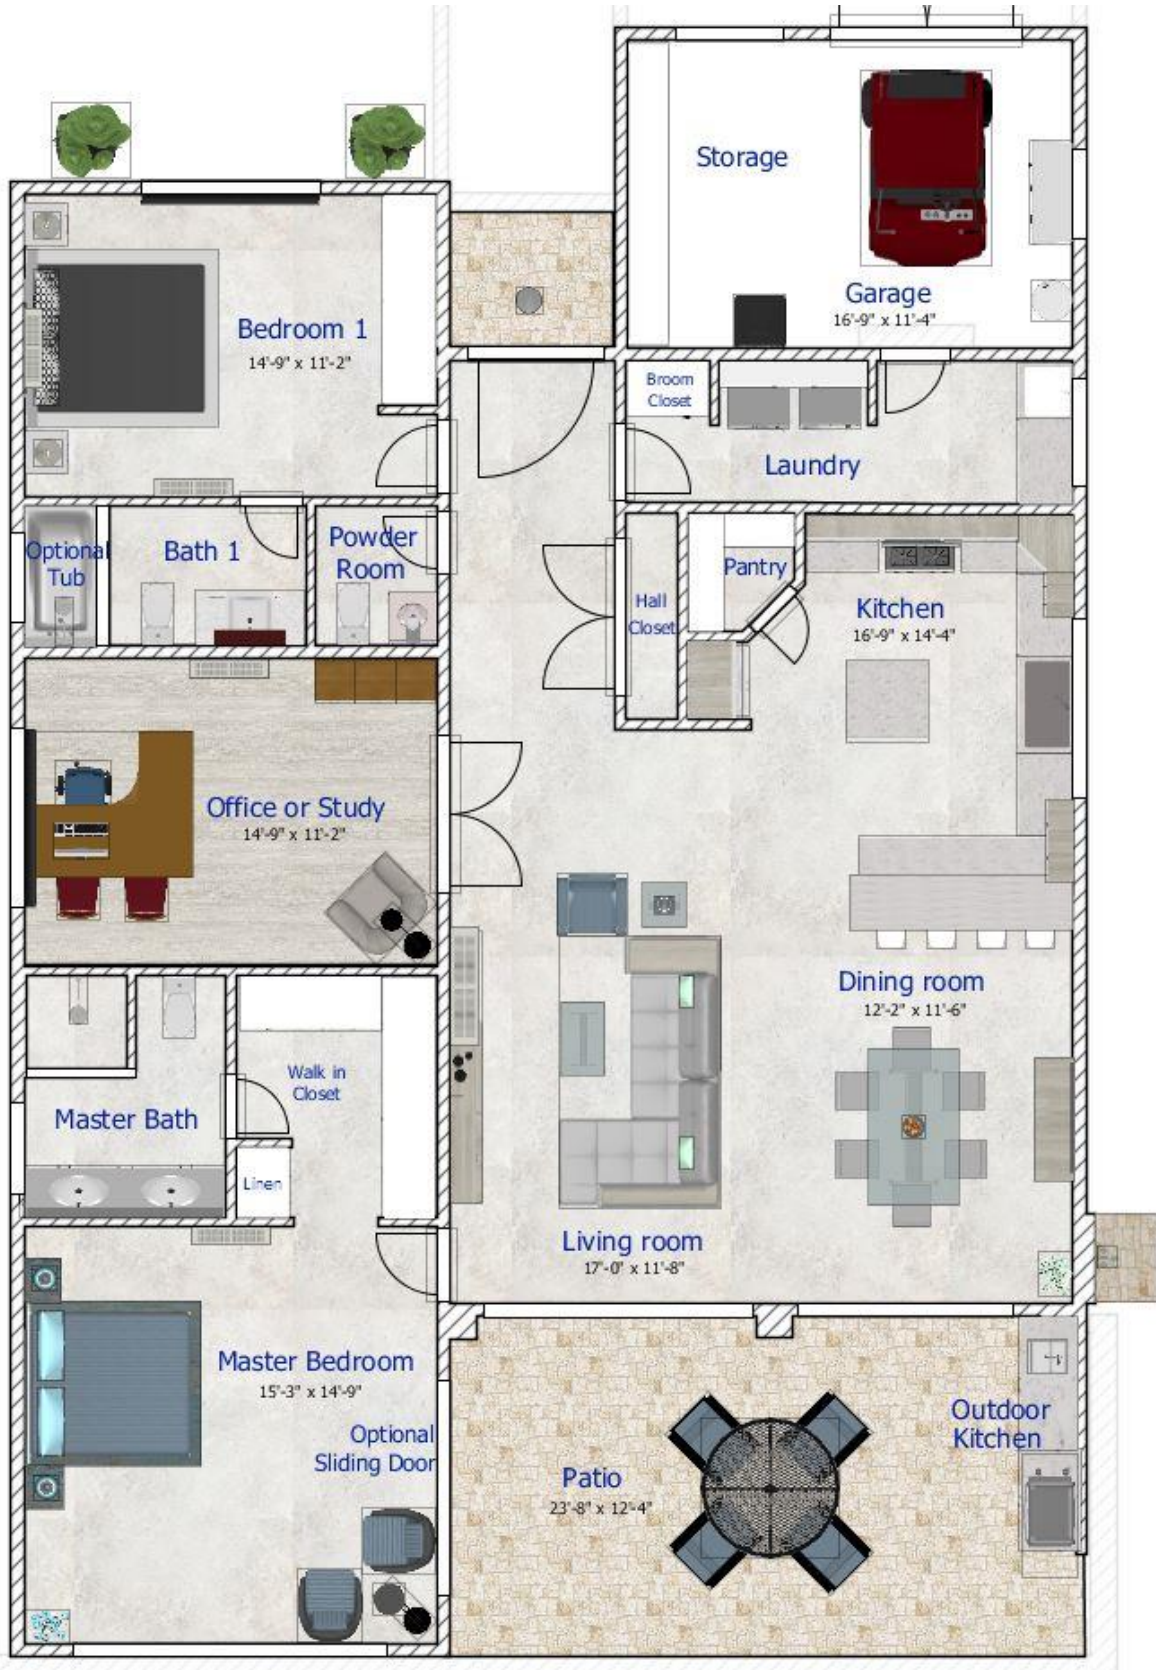 Storage
Garage
16'-9" x 11'-4"
Bedroom 1
14'-9" x 11'-2"
Broom
Closet
Laundry
Optional
Tub
Bath 1
Powder
Room
Pantry
Hall
Closet
Kitchen
16'-9" x 14'-4"
Office or Study
14'-9" x 11'-2"
Dining room
12'-2" x 11'-6"
Walk in
Closet
Master Bath
Linen
Living room
17'-0" x 11'-8"
Master Bedroom
15'-3" x 14'-9"
Optional
Sliding Door
Outdoor
Kitchen
Patio
23'-8" x 12'-4"